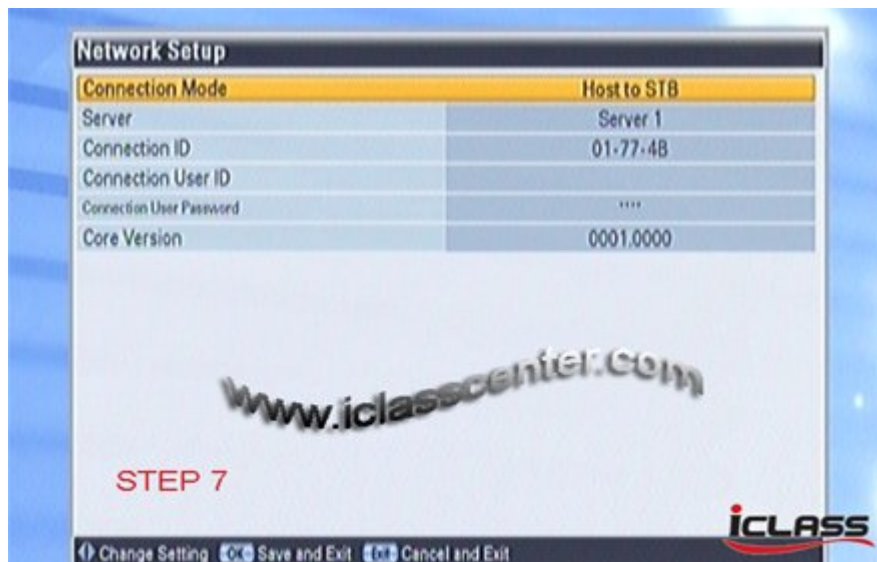 Network Setup
Connection Mode Host to STB
Server Server 1
Connection ID 01-77-4B
Connection User ID
Connection User Password ····
Core Version 0001.0000
www.iclasscenter.com
STEP 7
iCLASS
Change Setting OK Save and Exit Exit Cancel and Exit